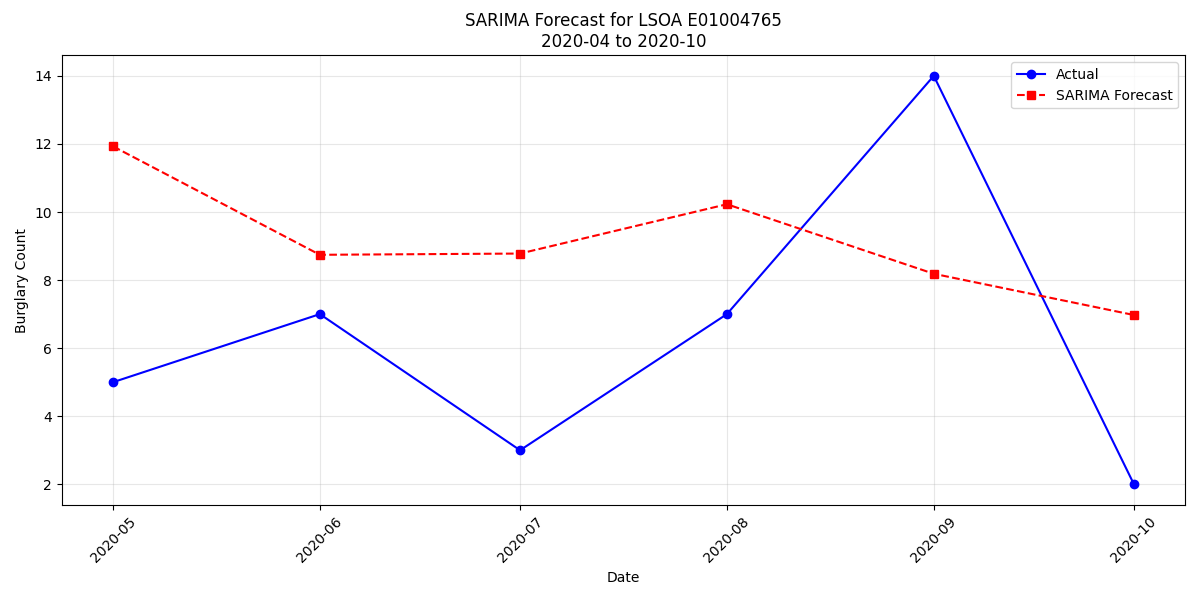 SARIMA Forecast for LSOA E01004765
2020-04 to 2020-10
Actual
SARIMA Forecast
Burglary Count
14
12
10
8
6
4
2
2020-05
2020-06
2020-07
2020-08
2020-09
2020-10
Date